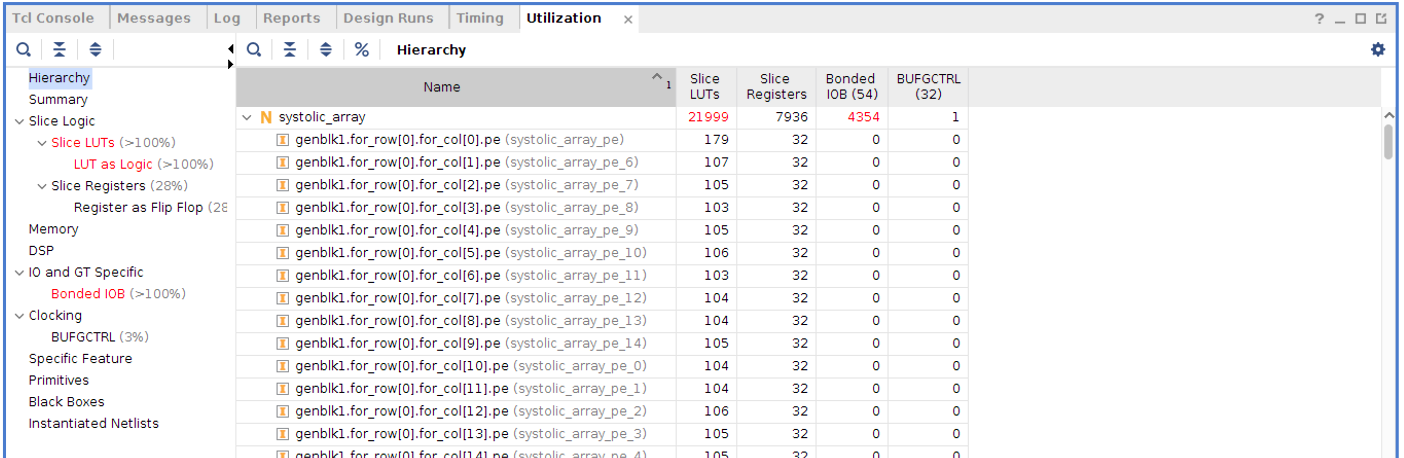 Tcl Console Messages Log Reports Design Runs Timing Utilization × ? _
% Hierarchy
Hierarchy
Summary
Slice Logic
Slice LUTs (>100%)
LUT as Logic (>100%)
Slice Registers (28%)
Register as Flip Flop (28
Memory
DSP
IO and GT Specific
Bonded IOB (>100%)
Clocking
BUFGCTRL (3%)
Specific Feature
Primitives
Black Boxes
Instantiated Netlists
Name 1 Slice LUTs Slice Registers Bonded IOB (54) BUFGCTRL (32)
N systolic_array 21999 7936 4354 1
I genblk1.for_row[0].for_col[0].pe (systolic_array_pe) 179 32 0 0
I genblk1.for_row[0].for_col[1].pe (systolic_array_pe_6) 107 32 0 0
I genblk1.for_row[0].for_col[2].pe (systolic_array_pe_7) 105 32 0 0
I genblk1.for_row[0].for_col[3].pe (systolic_array_pe_8) 103 32 0 0
I genblk1.for_row[0].for_col[4].pe (systolic_array_pe_9) 105 32 0 0
I genblk1.for_row[0].for_col[5].pe (systolic_array_pe_10) 106 32 0 0
I genblk1.for_row[0].for_col[6].pe (systolic_array_pe_11) 103 32 0 0
I genblk1.for_row[0].for_col[7].pe (systolic_array_pe_12) 104 32 0 0
I genblk1.for_row[0].for_col[8].pe (systolic_array_pe_13) 104 32 0 0
I genblk1.for_row[0].for_col[9].pe (systolic_array_pe_14) 105 32 0 0
I genblk1.for_row[0].for_col[10].pe (systolic_array_pe_0) 104 32 0 0
I genblk1.for_row[0].for_col[11].pe (systolic_array_pe_1) 104 32 0 0
I genblk1.for_row[0].for_col[12].pe (systolic_array_pe_2) 106 32 0 0
I genblk1.for_row[0].for_col[13].pe (systolic_array_pe_3) 105 32 0 0
I genblk1.for_row[0].for_col[14].pe (systolic_array_pe_4) 105 32 0 0